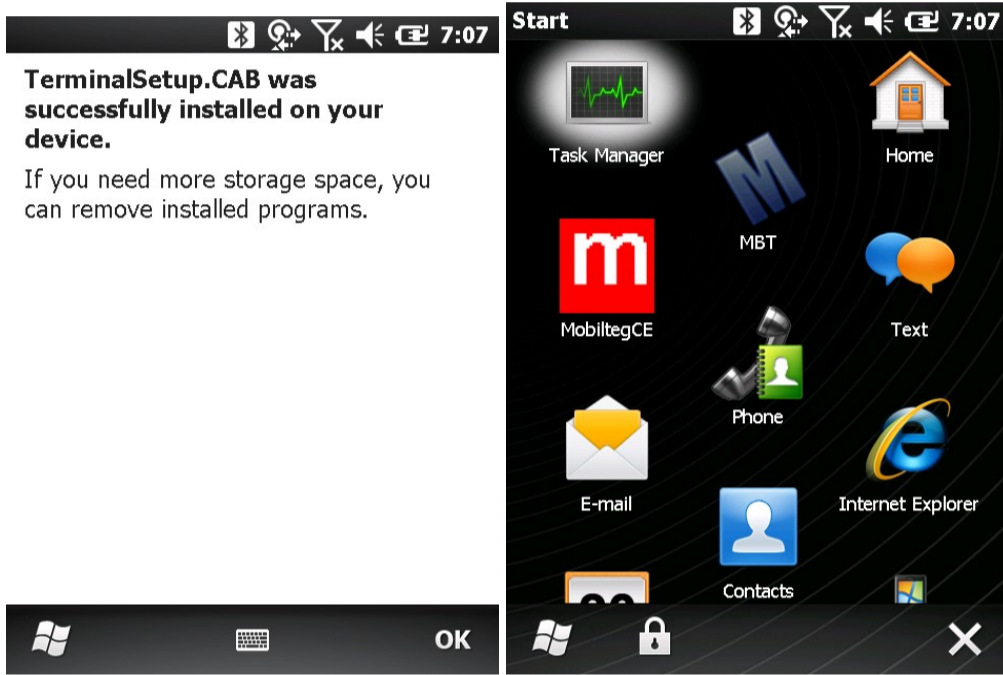 7:07
TerminalSetup.CAB was
successfully installed on your
device.
If you need more storage space, you
can remove installed programs.
OK
Start
7:07
Task Manager
Home
M
MBT
m
MobiltegCE
Text
Phone
E-mail
Internet Explorer
Contacts